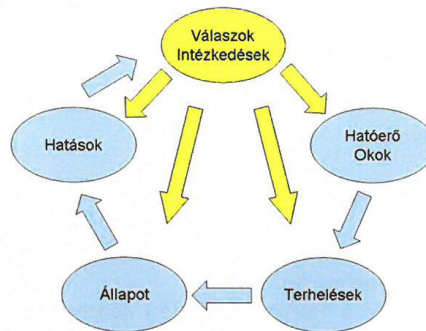 Válaszok
Intézkedések
Hatások
Hatóerő
Okok
Állapot
Terhelések